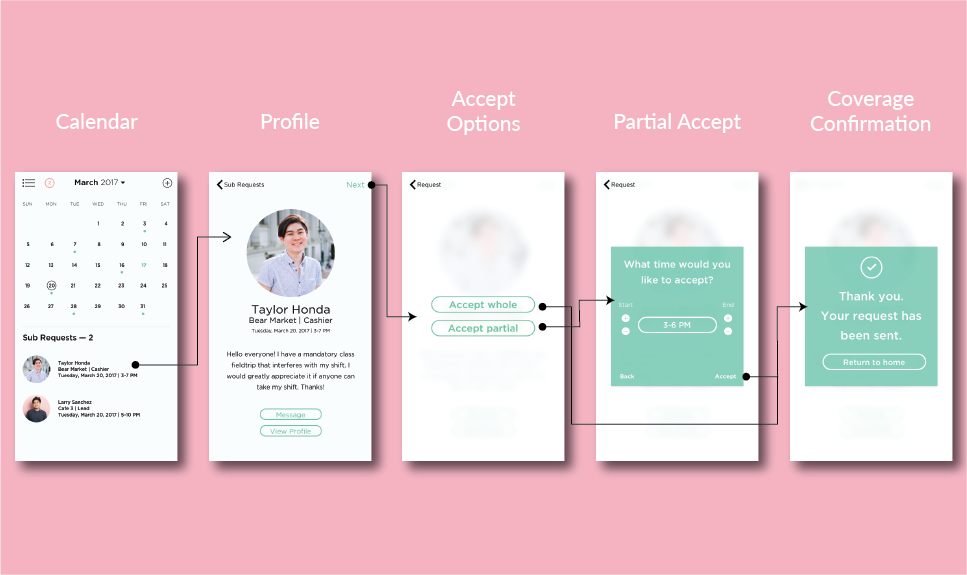 Calendar
Profile
Accept
Options
Partial Accept
Coverage
Confirmation
March 2017
SUN MON TUE WED THU FRI SAT
1 2 3 4
5 6 7 8 9 10 11
12 13 14 15 16 17 18
19 20 21 22 23 24 25
26 27 28 29 30 31
Sub Requests — 2
Taylor Honda
Bear Market | Cashier
Tuesday, March 20, 2017 | 3-7 PM
Larry Sanchez
Cafe 3 | Lead
Tuesday, March 20, 2017 | 5-10 PM
Sub Requests
Next
Taylor Honda
Bear Market | Cashier
Tuesday, March 20, 2017 | 3-7 PM
Hello everyone! I have a mandatory class
fieldtrip that interferes with my shift. I
would greatly appreciate it if anyone can
take my shift. Thanks!
Message
View Profile
Request
Accept whole
Accept partial
Request
What time would you
like to accept?
Start
End
3-6 PM
Back
Accept
Thank you.
Your request has
been sent.
Return to home